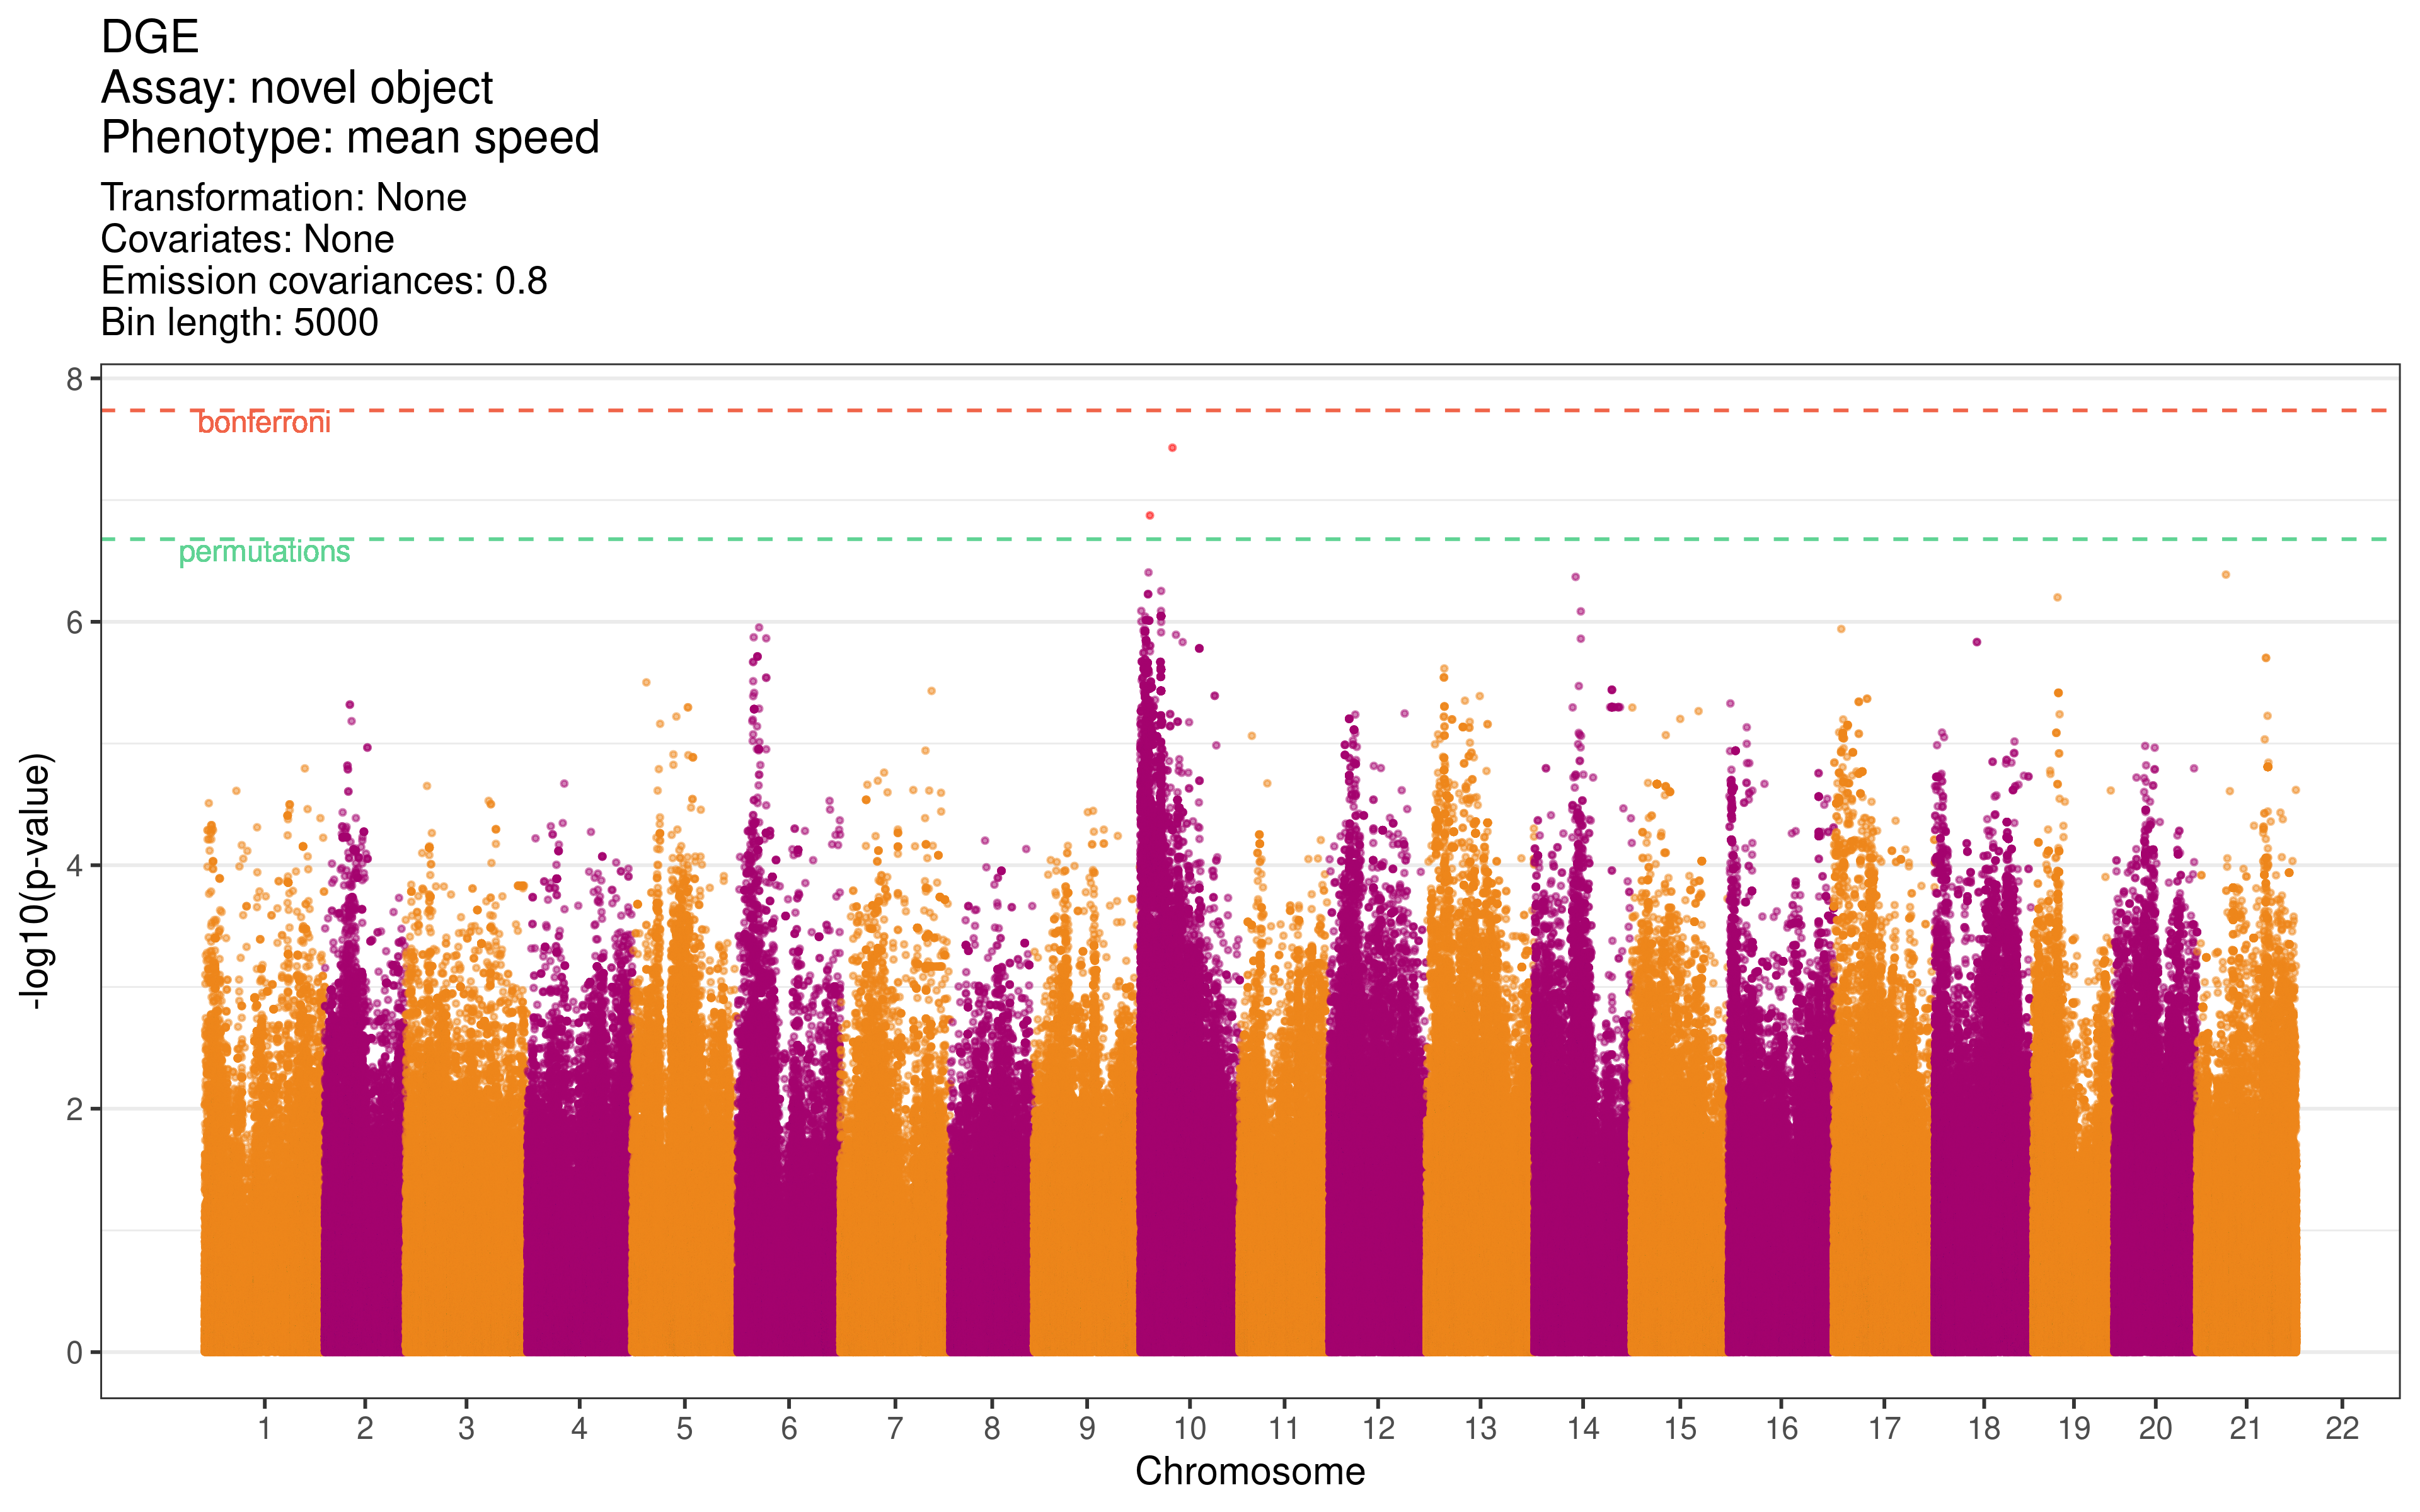 DGE
Assay: novel object
Phenotype: mean speed
Transformation: None
Covariates: None
Emission covariances: 0.8
Bin length: 5000
8
bonferroni
permutations
6
4
2
0
-log10(p-value)
1 2 3 4 5 6 7 8 9 10 11 12 13 14 15 16 17 18 19 20 21 22
Chromosome